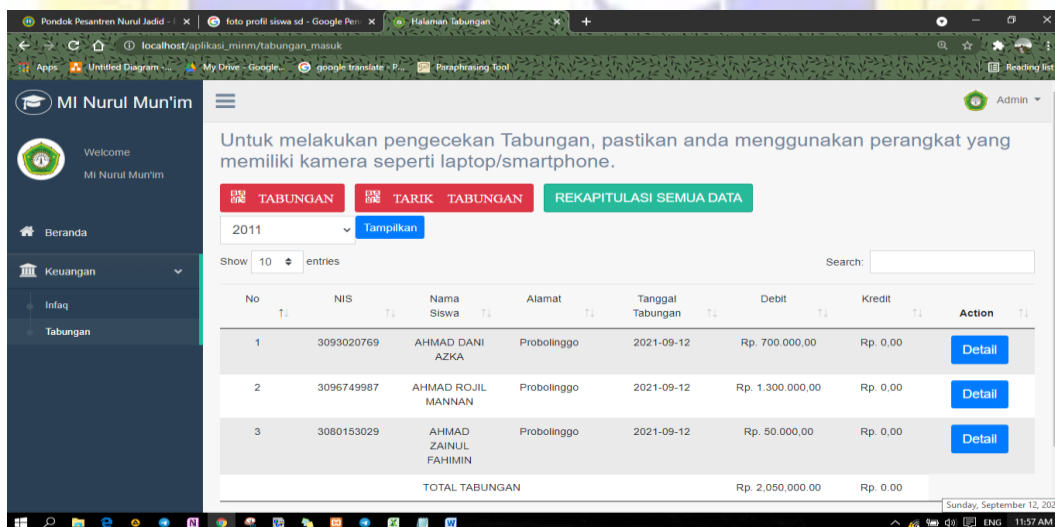 Pondok Pesantren Nurul Jadid -
foto profil siswa sd - Google Pen
Halaman Tabungan
localhost/aplikasi_minm/tabungan_masuk
Apps
Untitled Diagram -...
My Drive - Google...
google translate - P...
Paraphrasing Tool
Reading list
MI Nurul Mun'im
Admin
Welcome
Mi Nurul Mun'im
Beranda
Keuangan
Infaq
Tabungan
Untuk melakukan pengecekan Tabungan, pastikan anda menggunakan perangkat yang
memiliki kamera seperti laptop/smartphone.
TABUNGAN
TARIK TABUNGAN
REKAPITULASI SEMUA DATA
2011
Tampilkan
Show 10 entries
Search:
No NIS Nama Siswa Alamat Tanggal Tabungan Debit Kredit Action
1 3093020769 AHMAD DANI AZKA Probolinggo 2021-09-12 Rp. 700.000,00 Rp. 0,00 Detail
2 3096749987 AHMAD ROJIL MANNAN Probolinggo 2021-09-12 Rp. 1.300.000,00 Rp. 0,00 Detail
3 3080153029 AHMAD ZAINUL FAHIMIN Probolinggo 2021-09-12 Rp. 50.000,00 Rp. 0,00 Detail
TOTAL TABUNGAN Rp. 2,050,000.00 Rp. 0.00
Sunday, September 12, 202
ENG 11:57 AM